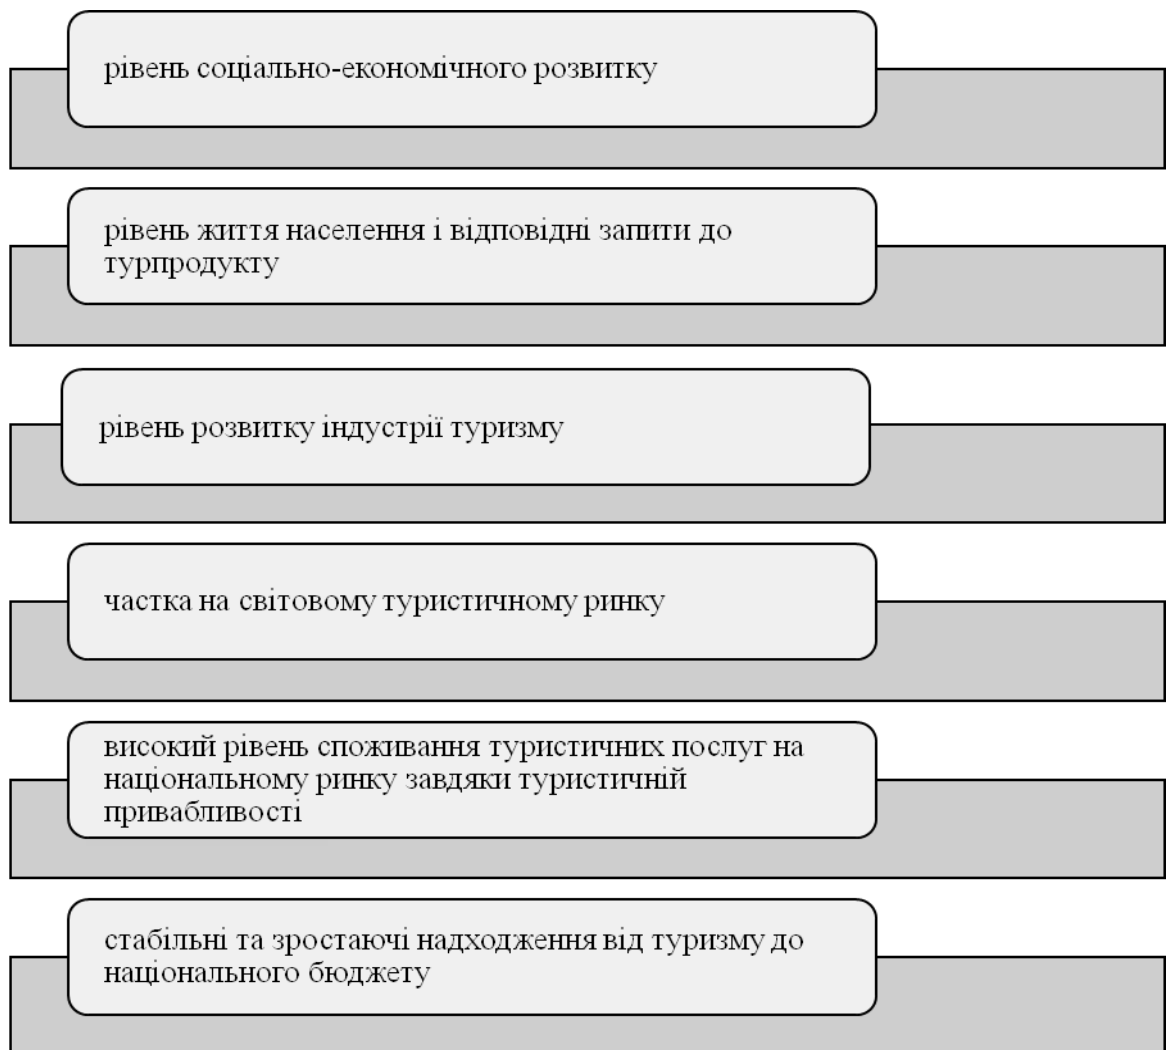 рівень соціально-економічного розвитку
рівень життя населення і відповідні запити до
турпродукту
рівень розвитку індустрії туризму
частка на світовому туристичному ринку
високий рівень споживання туристичних послуг на
національному ринку завдяки туристичній
привабливості
стабільні та зростаючі надходження від туризму до
національного бюджету